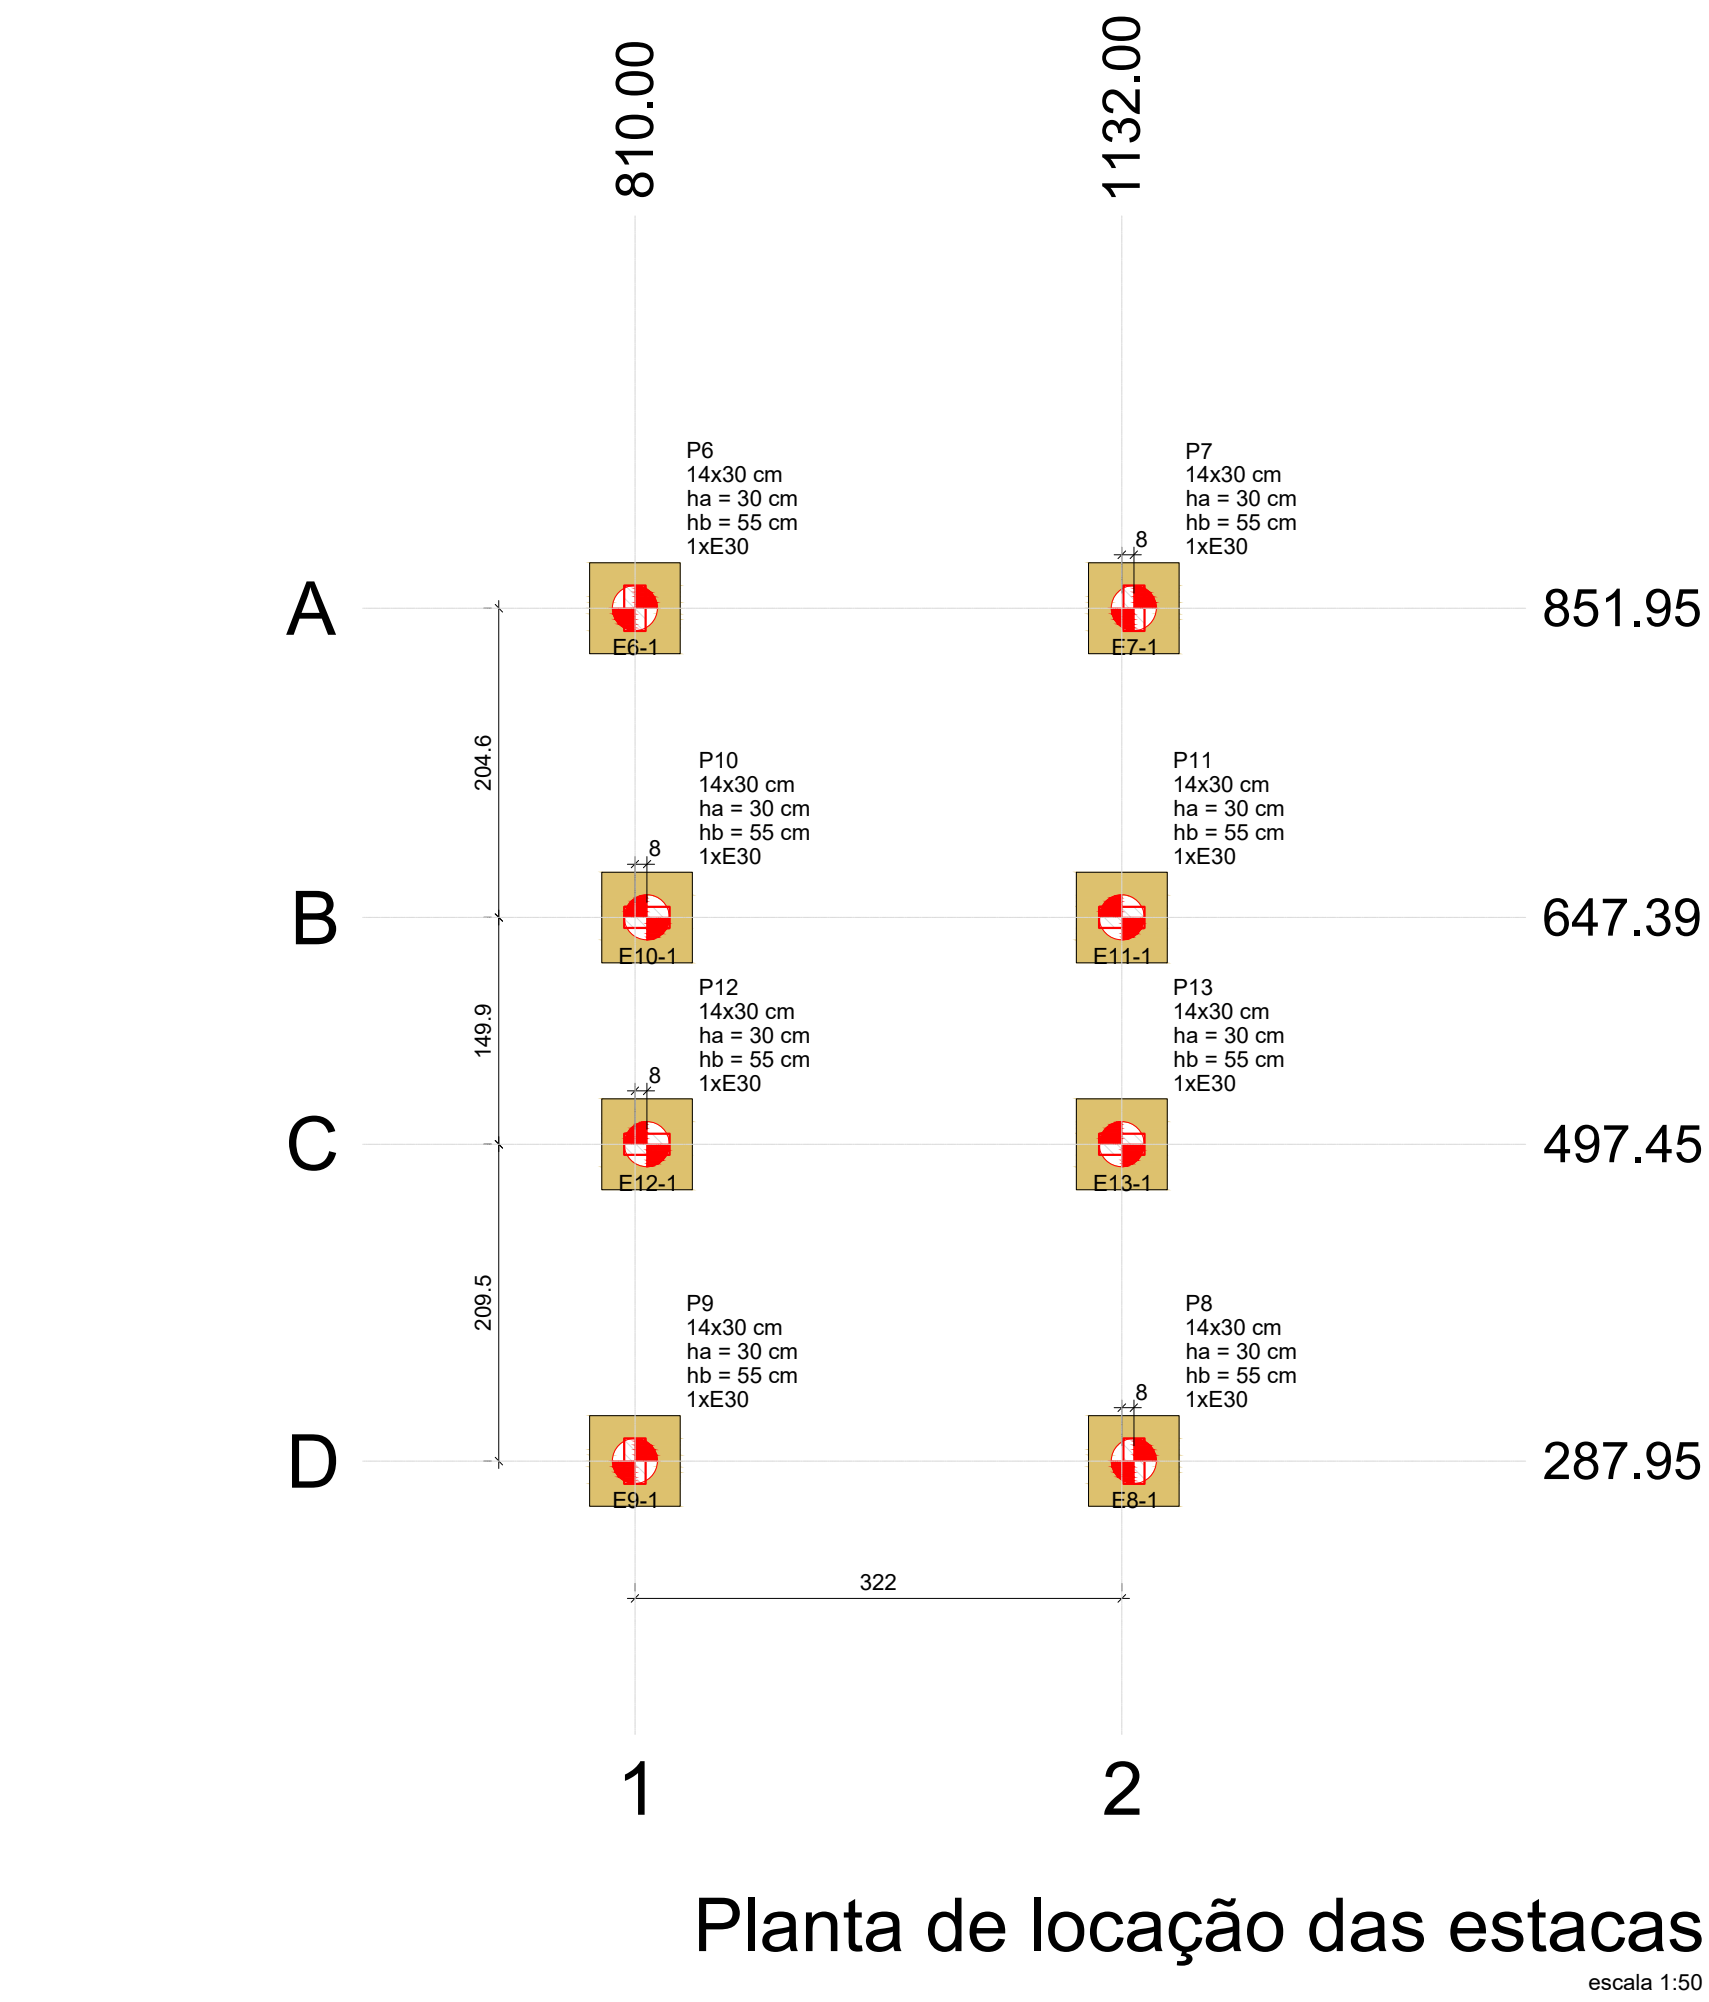 810.00
1132.00
P6
14x30 cm
ha = 30 cm
hb = 55 cm
1xE30
P7
14x30 cm
ha = 30 cm
hb = 55 cm
1xE30
8
A
E6-1
E7-1
851.95
204.6
P10
14x30 cm
ha = 30 cm
hb = 55 cm
1xE30
8
P11
14x30 cm
ha = 30 cm
hb = 55 cm
1xE30
B
E10-1
E11-1
647.39
149.9
P12
14x30 cm
ha = 30 cm
hb = 55 cm
1xE30
8
P13
14x30 cm
ha = 30 cm
hb = 55 cm
1xE30
C
E12-1
E13-1
497.45
209.5
P9
14x30 cm
ha = 30 cm
hb = 55 cm
1xE30
P8
14x30 cm
ha = 30 cm
hb = 55 cm
1xE30
8
D
E9-1
E8-1
287.95
322
1
2
Planta de locação das estacas
escala 1:50